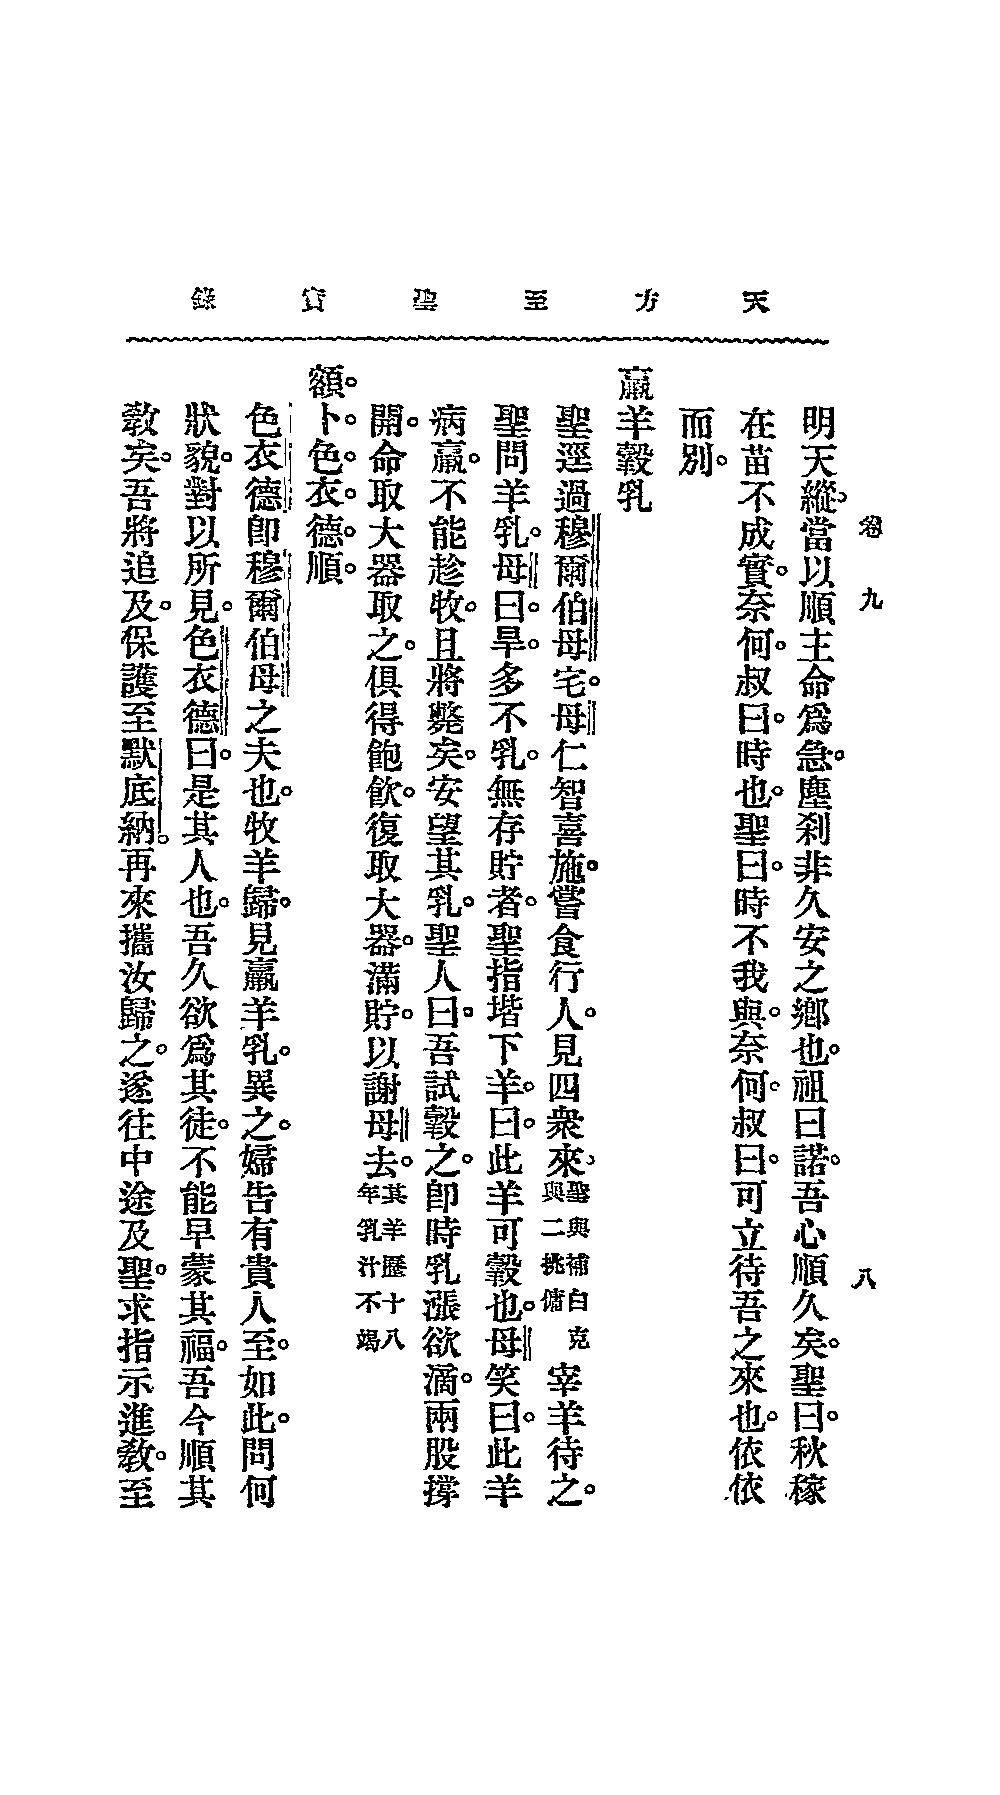 天方至聖實錄
卷九 八
明天縱、當以順主命爲急。塵刹非久安之鄉也。祖曰諾。吾心順久矣。聖曰。秋稼
在苗不成實。奈何。叔曰。時也。聖曰。時不我與。奈何。叔曰。可立待吾之來也。依依
而別。
羸羊瀫乳
聖逕過穆爾伯母宅。母仁智喜施。嘗食行人。見四衆來、聖與補白克與二挑傭宰羊待之。
聖問羊乳。母曰。旱多不乳。無存貯者。聖指堦下羊。曰。此羊可瀫也。母笑曰。此羊
病羸。不能趁牧。且將斃矣。安望其乳。聖人曰。吾試瀫之。卽時乳漲欲滴。兩股撐
開。命取大器取之。俱得飽飮。復取大器。滿貯。以謝母去。其羊歷十八年乳汁不竭
額。卜。色。衣。德。順。
色衣德卽穆爾伯母之夫也。牧羊歸。見羸羊乳。異之。婦告有貴人至。如此。問何
狀貌。對以所見。色衣德曰。是其人也。吾久欲爲其徒。不能早蒙其福。吾今順其
敎矣。吾將追及。保護至默底納。再來攜汝歸之。遂往中途及聖。求指示進敎。至